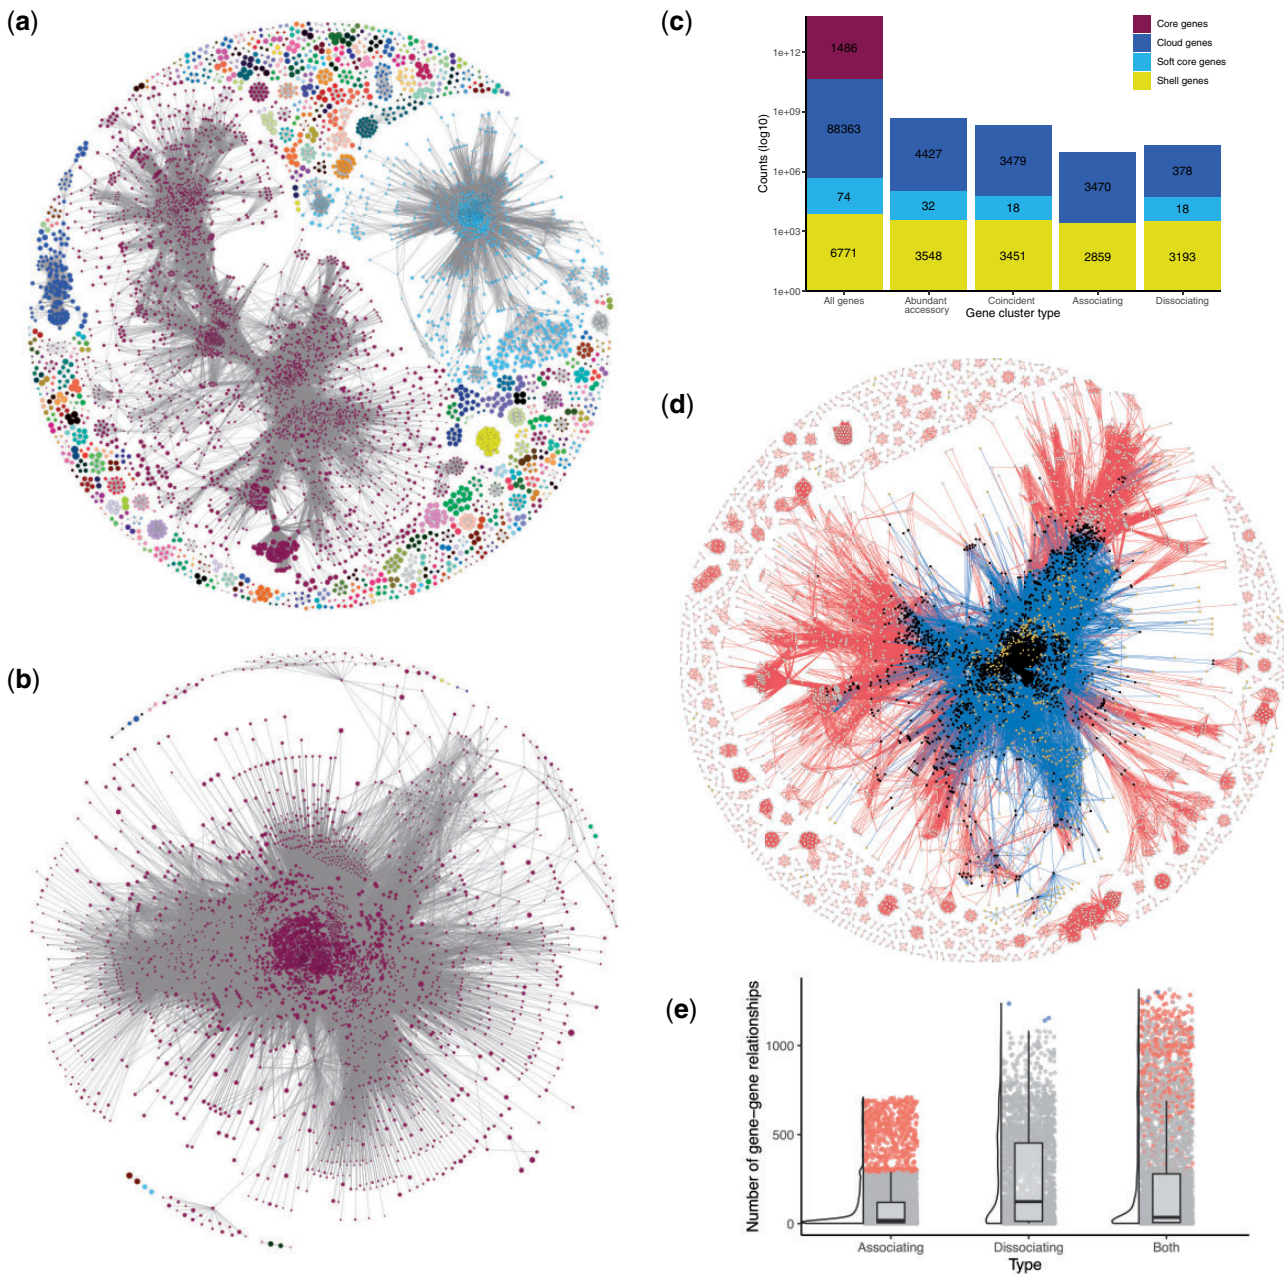 (a)
(b)
(c)
Counts (log10)
1e+12
1e+09
1e+06
1e+03
1e+00
1486
88363
74
6771
4427
32
3548
3479
18
3451
3470
2859
378
18
3193
All genes
Abundant
accessory
Coincident
Associating
Dissociating
Gene cluster type
Core genes
Cloud genes
Soft core genes
Shell genes
(d)
(e)
Number of gene-gene relationships
1000
500
0
Associating
Dissociating
Both
Type